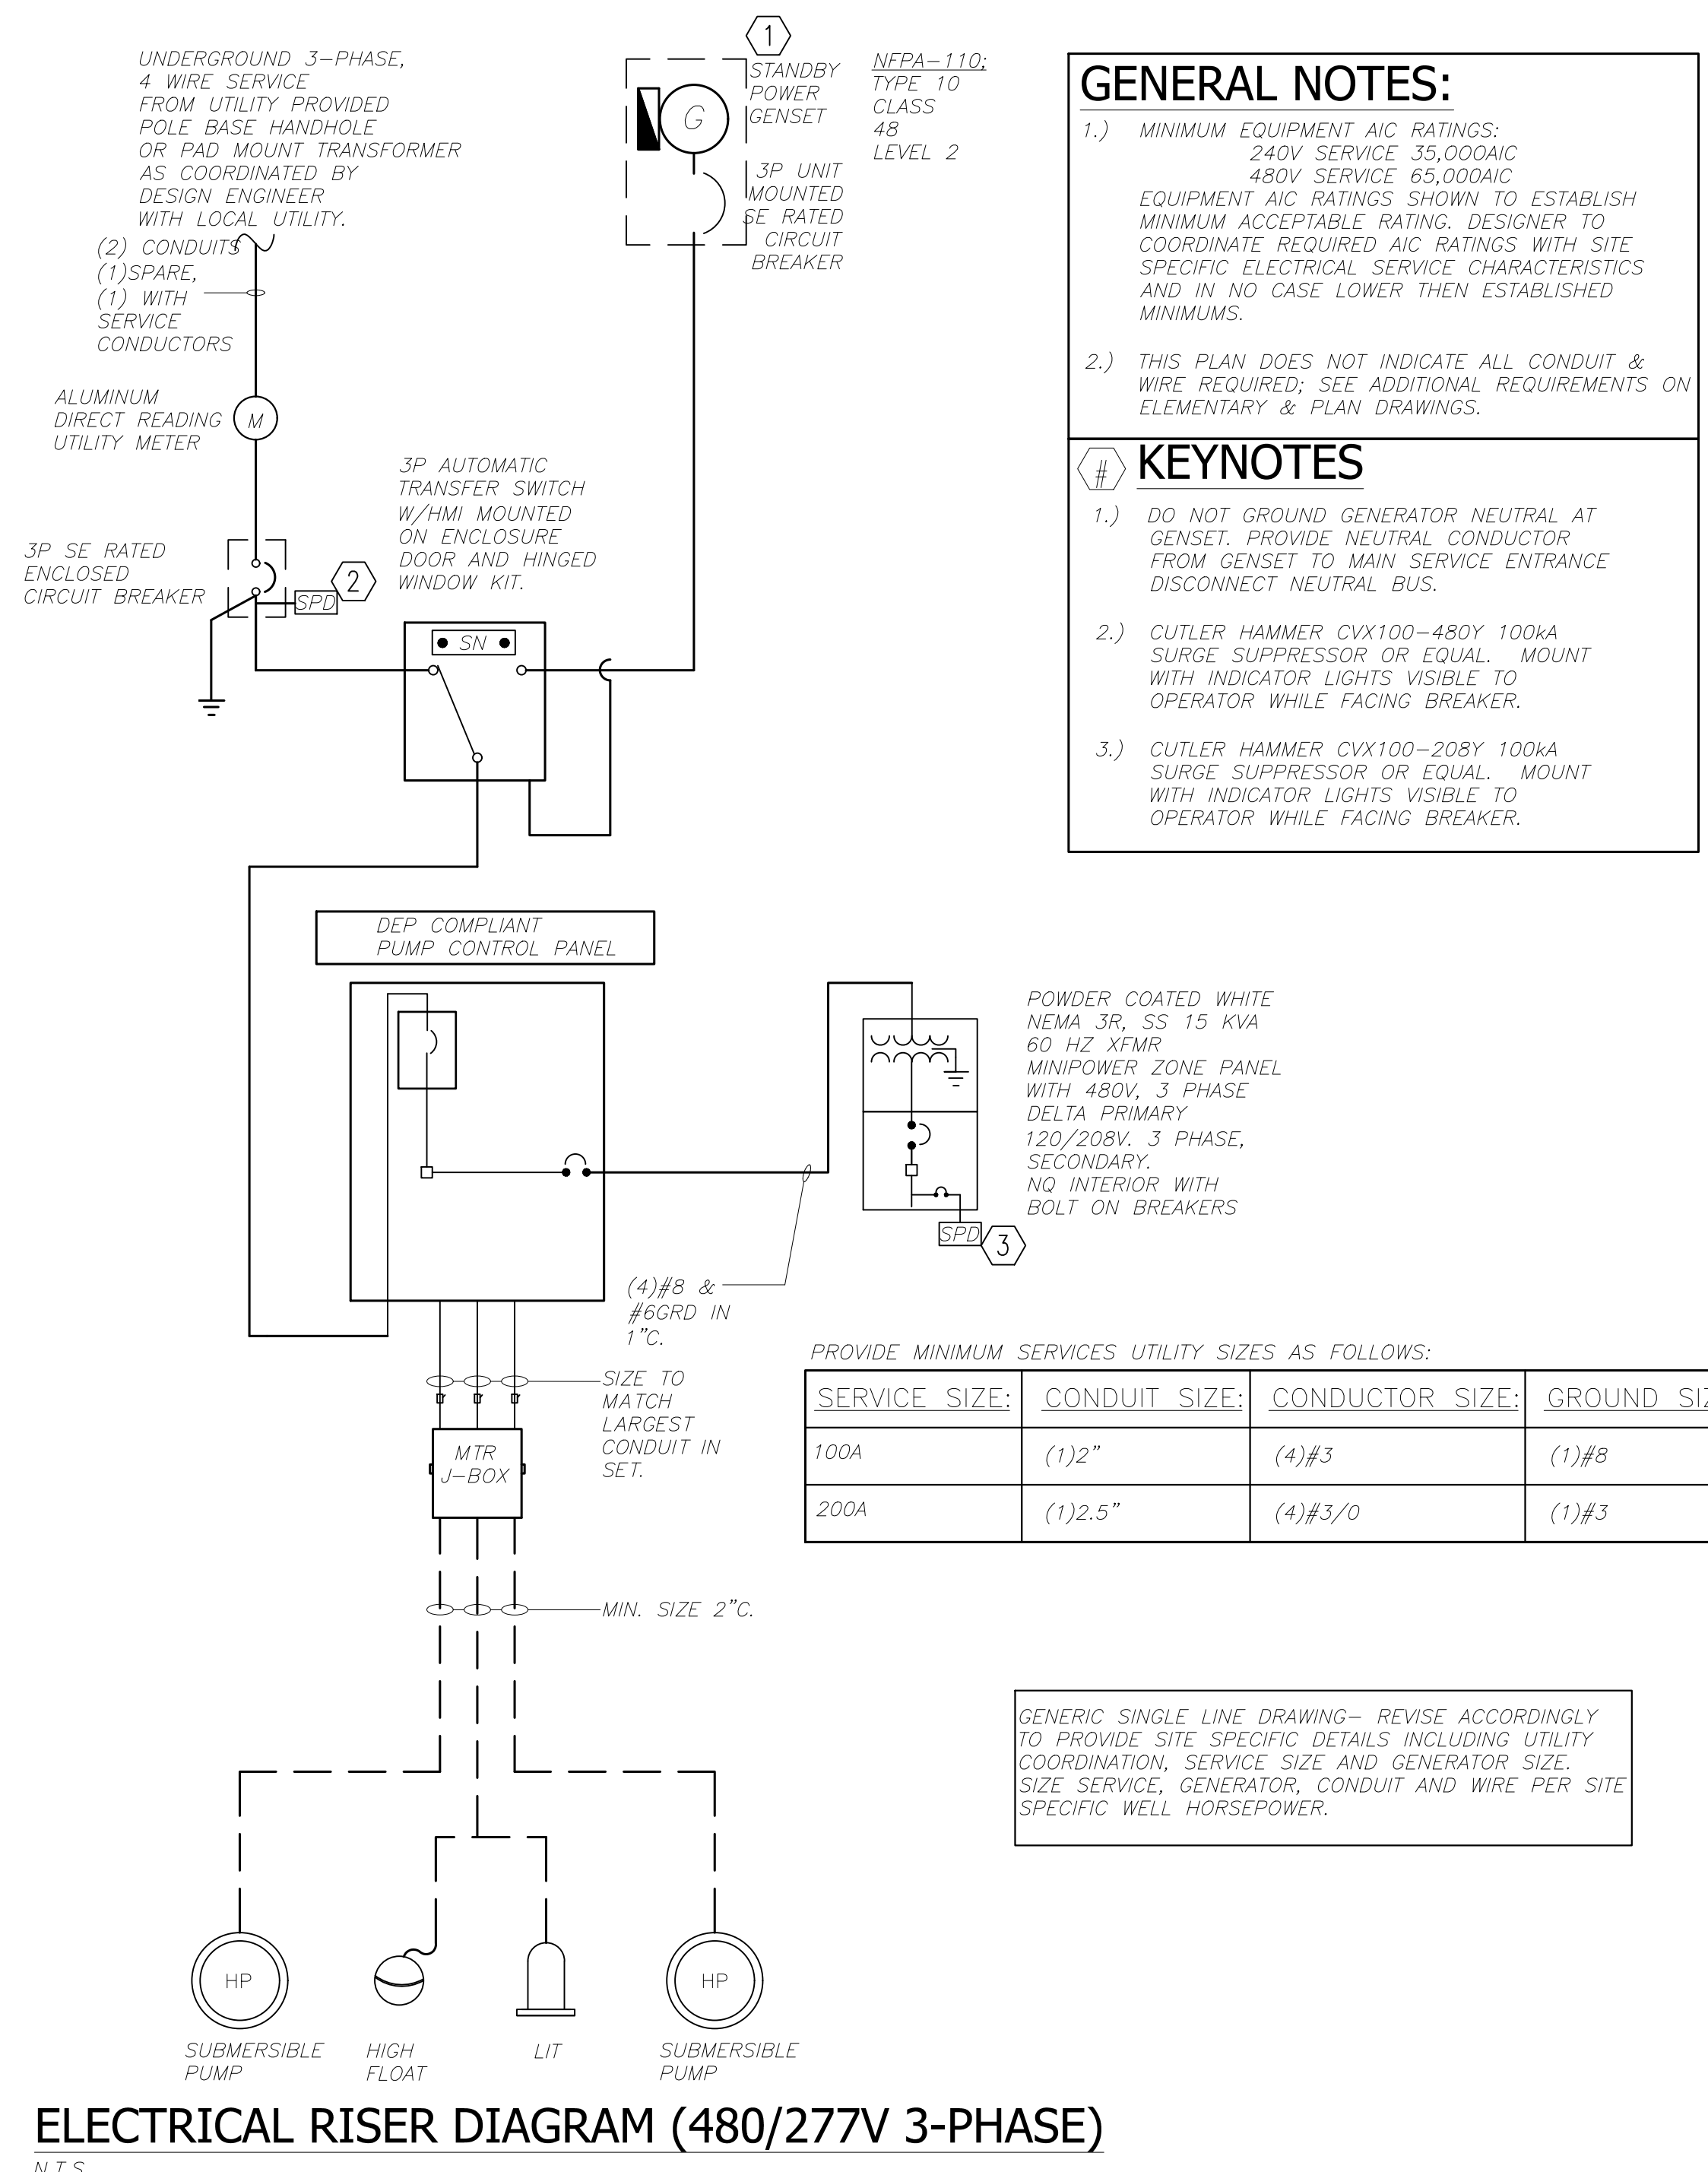 UNDERGROUND 3-PHASE,
4 WIRE SERVICE
FROM UTILITY PROVIDED
POLE BASE HANDHOLE
OR PAD MOUNT TRANSFORMER
AS COORDINATED BY
DESIGN ENGINEER
WITH LOCAL UTILITY.
(2) CONDUITS
(1)SPARE,
(1) WITH
SERVICE
CONDUCTORS
ALUMINUM
DIRECT READING
UTILITY METER
M
3P SE RATED
ENCLOSED
CIRCUIT BREAKER
SPD
2
1
STANDBY
POWER
GENSET
G
NFPA-110;
TYPE 10
CLASS
48
LEVEL 2
3P UNIT
MOUNTED
SE RATED
CIRCUIT
BREAKER
3P AUTOMATIC
TRANSFER SWITCH
W/HMI MOUNTED
ON ENCLOSURE
DOOR AND HINGED
WINDOW KIT.
SN
GENERAL NOTES:
1.) MINIMUM EQUIPMENT AIC RATINGS:
240V SERVICE 35,000AIC
480V SERVICE 65,000AIC
EQUIPMENT AIC RATINGS SHOWN TO ESTABLISH
MINIMUM ACCEPTABLE RATING. DESIGNER TO
COORDINATE REQUIRED AIC RATINGS WITH SITE
SPECIFIC ELECTRICAL SERVICE CHARACTERISTICS
AND IN NO CASE LOWER THEN ESTABLISHED
MINIMUMS.
2.) THIS PLAN DOES NOT INDICATE ALL CONDUIT &
WIRE REQUIRED; SEE ADDITIONAL REQUIREMENTS ON
ELEMENTARY & PLAN DRAWINGS.
# KEYNOTES
1.) DO NOT GROUND GENERATOR NEUTRAL AT
GENSET. PROVIDE NEUTRAL CONDUCTOR
FROM GENSET TO MAIN SERVICE ENTRANCE
DISCONNECT NEUTRAL BUS.
2.) CUTLER HAMMER CVX100-480Y 100kA
SURGE SUPPRESSOR OR EQUAL. MOUNT
WITH INDICATOR LIGHTS VISIBLE TO
OPERATOR WHILE FACING BREAKER.
3.) CUTLER HAMMER CVX100-208Y 100kA
SURGE SUPPRESSOR OR EQUAL. MOUNT
WITH INDICATOR LIGHTS VISIBLE TO
OPERATOR WHILE FACING BREAKER.
DEP COMPLIANT
PUMP CONTROL PANEL
POWDER COATED WHITE
NEMA 3R, SS 15 KVA
60 HZ XFMR
MINIPOWER ZONE PANEL
WITH 480V, 3 PHASE
DELTA PRIMARY
120/208V. 3 PHASE,
SECONDARY.
NQ INTERIOR WITH
BOLT ON BREAKERS
SPD
3
(4)#8 &
#6GRD IN
1"C.
SIZE TO
MATCH
LARGEST
CONDUIT IN
SET.
MTR
J-BOX
MIN. SIZE 2"C.
PROVIDE MINIMUM SERVICES UTILITY SIZES AS FOLLOWS:
SERVICE SIZE: CONDUIT SIZE: CONDUCTOR SIZE: GROUND
100A (1)2" (4)#3 (1)#8
200A (1)2.5" (4)#3/0 (1)#3
GENERIC SINGLE LINE DRAWING- REVISE ACCORDINGLY
TO PROVIDE SITE SPECIFIC DETAILS INCLUDING UTILITY
COORDINATION, SERVICE SIZE AND GENERATOR SIZE.
SIZE SERVICE, GENERATOR, CONDUIT AND WIRE PER SITE
SPECIFIC WELL HORSEPOWER.
HP
HP
SUBMERSIBLE
PUMP
HIGH
FLOAT
LIT
SUBMERSIBLE
PUMP
ELECTRICAL RISER DIAGRAM (480/277V 3-PHASE)
N.T.S.